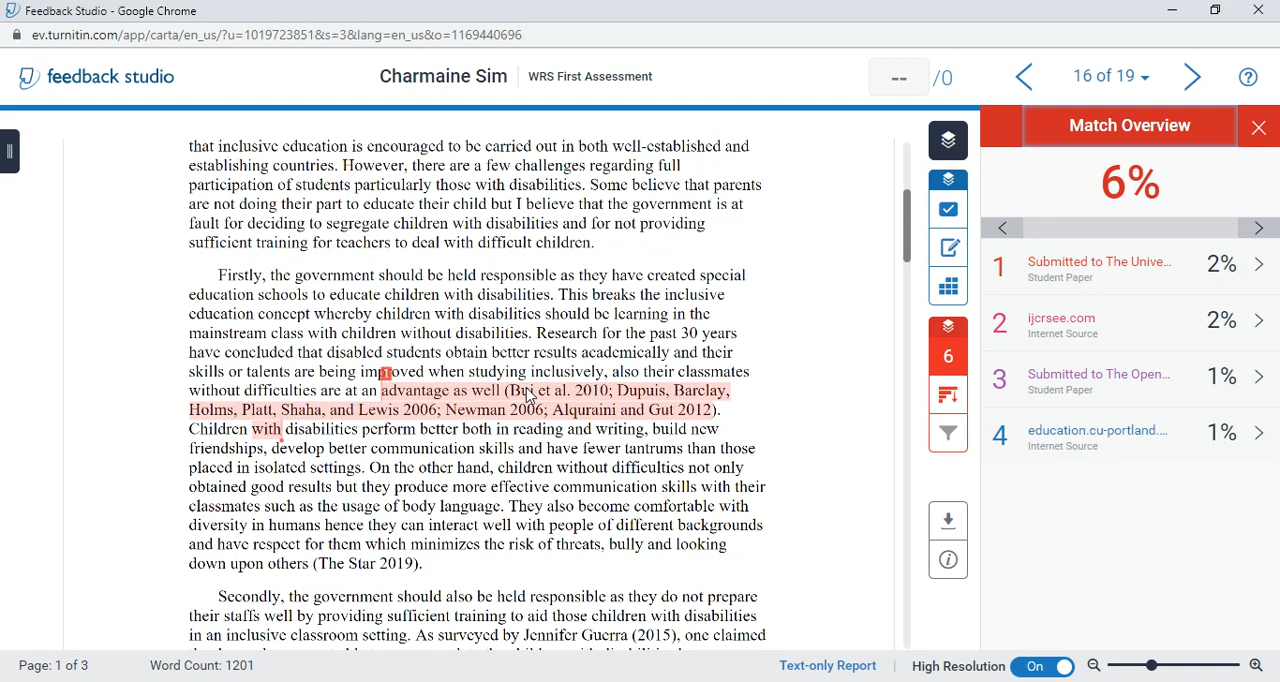 Feedback Studio - Google Chrome
ev.turnitin.com/app/carta/en_us/?u=1019723851&s=3&lang=en_us&o=1169440696
feedback studio
Charmaine Sim
WRS First Assessment
-- /0
16 of 19
?
that inclusive education is encouraged to be carried out in both well-established and
establishing countries. However, there are a few challenges regarding full
participation of students particularly those with disabilities. Some believe that parents
are not doing their part to educate their child but I believe that the government is at
fault for deciding to segregate children with disabilities and for not providing
sufficient training for teachers to deal with difficult children.
Firstly, the government should be held responsible as they have created special
education schools to educate children with disabilities. This breaks the inclusive
education concept whereby children with disabilities should be learning in the
mainstream class with children without disabilities. Research for the past 30 years
have concluded that disabled students obtain better results academically and their
skills or talents are being improved when studying inclusively, also their classmates
without difficulties are at an advantage as well (Bui et al. 2010; Dupuis, Barclay,
Holms, Platt, Shaha, and Lewis 2006; Newman 2006; Alquraini and Gut 2012).
Children with disabilities perform better both in reading and writing, build new
friendships, develop better communication skills and have fewer tantrums than those
placed in isolated settings. On the other hand, children without difficulties not only
obtained good results but they produce more effective communication skills with their
classmates such as the usage of body language. They also become comfortable with
diversity in humans hence they can interact well with people of different backgrounds
and have respect for them which minimizes the risk of threats, bully and looking
down upon others (The Star 2019).
Secondly, the government should also be held responsible as they do not prepare
their staffs well by providing sufficient training to aid those children with disabilities
in an inclusive classroom setting. As surveyed by Jennifer Guerra (2015), one claimed
1
6
Match Overview
6%
1 Submitted to The Unive... 2%
Student Paper
2 ijcrsee.com 2%
Internet Source
3 Submitted to The Open... 1%
Student Paper
4 education.cu-portland.... 1%
Internet Source
Page: 1 of 3
Word Count: 1201
Text-only Report
High Resolution On